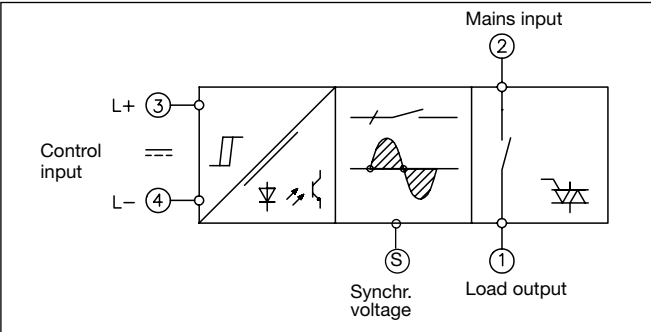 Mains input
2
L+ 3
Control
input
L− 4
S
1
Synchr.
voltage
Load output